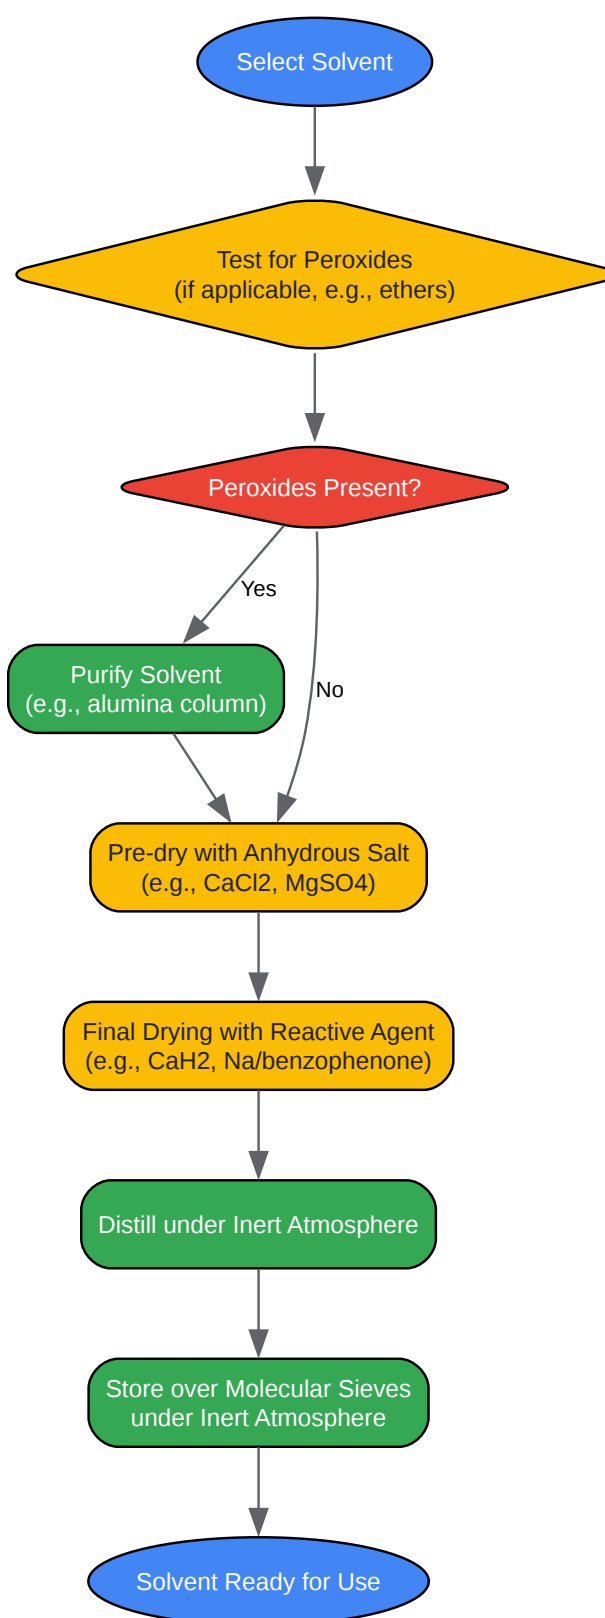 Select Solvent
Test for Peroxides
(if applicable, e.g., ethers)
Peroxides Present?
Yes
Purify Solvent
(e.g., alumina column)
No
Pre-dry with Anhydrous Salt
(e.g., CaCl2, MgSO4)
Final Drying with Reactive Agent
(e.g., CaH2, Na/benzophenone)
Distill under Inert Atmosphere
Store over Molecular Sieves
under Inert Atmosphere
Solvent Ready for Use